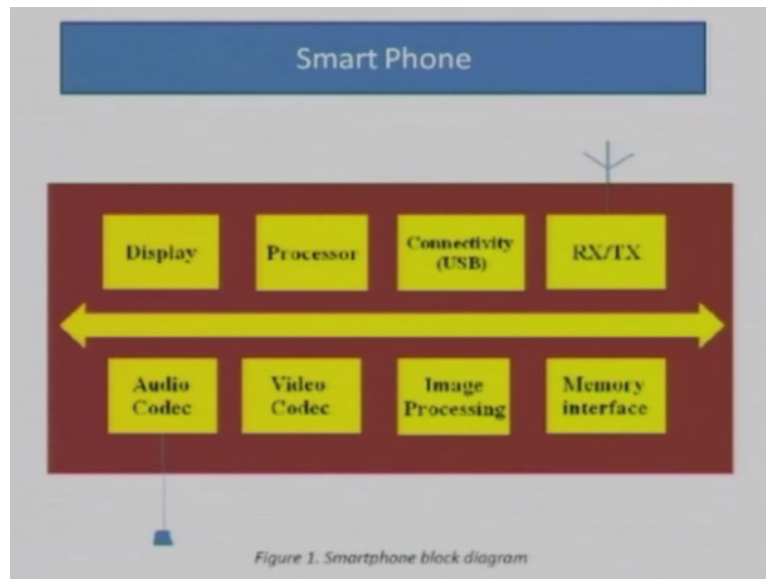 Smart Phone
Display
Processor
Connectivity
(USB)
RX/TX
Audio
Codec
Video
Codec
Image
Processing
Memory
interface
Figure 1. Smartphone block diagram